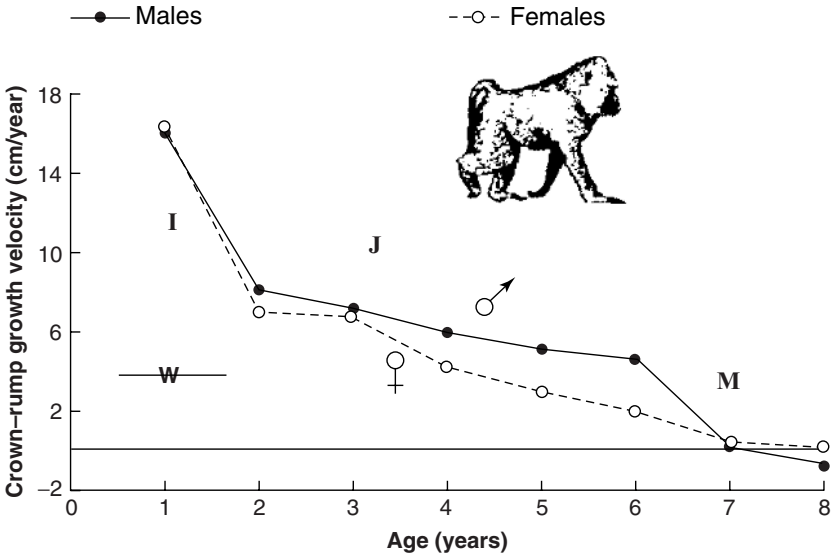 Males
Females
Crown–rump growth velocity (cm/year)
18
14
10
6
2
–2
I
J
W
M
0 1 2 3 4 5 6 7 8
Age (years)